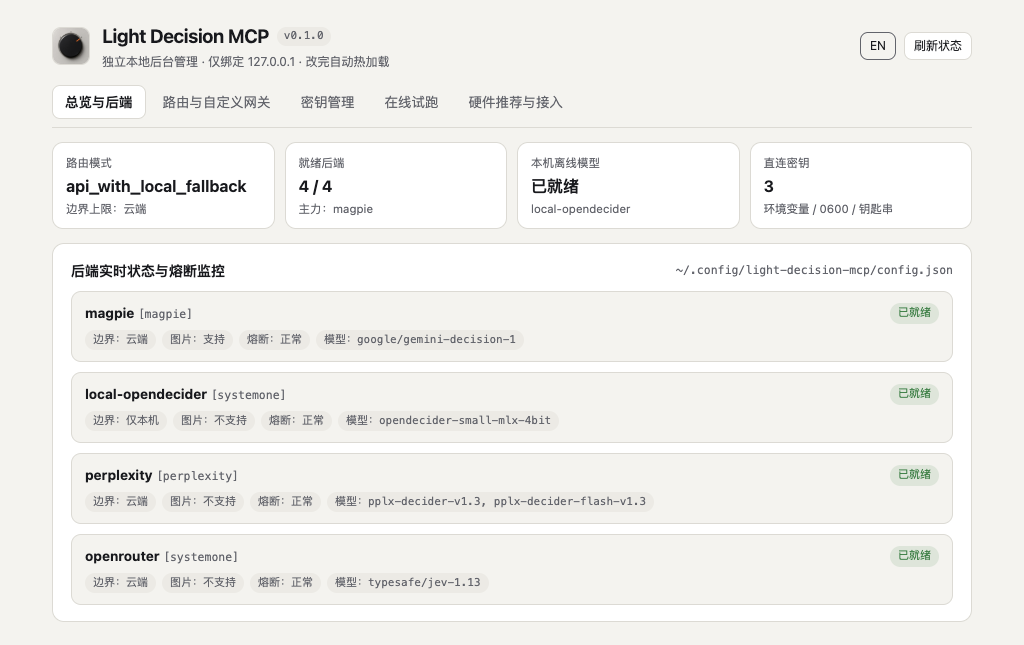 Light Decision MCP v0.1.0
独立本地后台管理 · 仅绑定 127.0.0.1 · 改完自动热加载
EN 刷新状态
总览与后端 路由与自定义网关 密钥管理 在线试跑 硬件推荐与接入
路由模式
api_with_local_fallback
边界上限: 云端
就绪后端
4 / 4
主力: magpie
本机离线模型
已就绪
local-opendecider
直连密钥
3
环境变量 / 0600 / 钥匙串
后端实时状态与熔断监控 ~/.config/light-decision-mcp/config.json
magpie [magpie] 已就绪
边界: 云端 图片: 支持 熔断: 正常 模型: google/gemini-decision-1
local-opendecider [systemone] 已就绪
边界: 仅本机 图片: 不支持 熔断: 正常 模型: opendecider-small-mlx-4bit
perplexity [perplexity] 已就绪
边界: 云端 图片: 不支持 熔断: 正常 模型: pplx-decider-v1.3, pplx-decider-flash-v1.3
openrouter [systemone] 已就绪
边界: 云端 图片: 不支持 熔断: 正常 模型: typesafe/jev-1.13